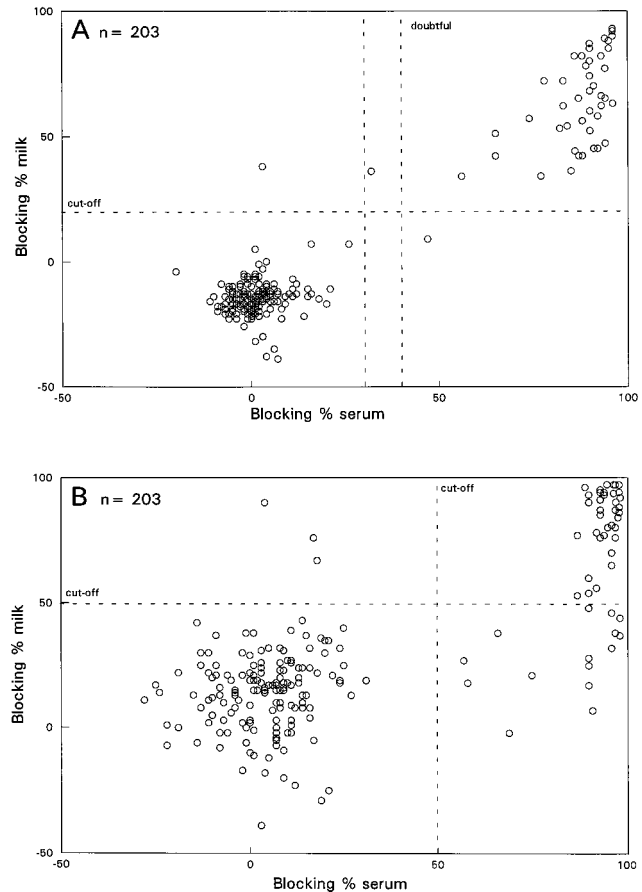 A n= 203
doubtful
100
50
0
-50
cut-off
Blocking % milk
-50
0
50
100
Blocking % serum
B n= 203
cut-off
100
50
0
-50
cut-off
Blocking % milk
-50
0
50
100
Blocking % serum